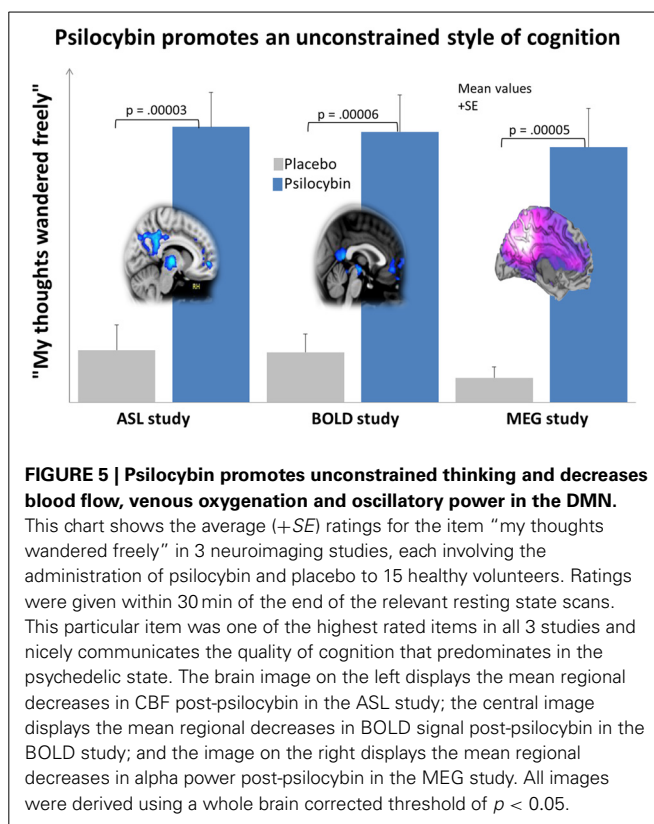 Psilocybin promotes an unconstrained style of cognition
"My thoughts wandered freely"
p = .00003
p = .00006
Mean values
+SE
p = .00005
Placebo
Psilocybin
RH
ASL study
BOLD study
MEG study
FIGURE 5 | Psilocybin promotes unconstrained thinking and decreases
blood flow, venous oxygenation and oscillatory power in the DMN.
This chart shows the average (+SE) ratings for the item “my thoughts
wandered freely” in 3 neuroimaging studies, each involving the
administration of psilocybin and placebo to 15 healthy volunteers. Ratings
were given within 30 min of the end of the relevant resting state scans.
This particular item was one of the highest rated items in all 3 studies and
nicely communicates the quality of cognition that predominates in the
psychedelic state. The brain image on the left displays the mean regional
decreases in CBF post-psilocybin in the ASL study; the central image
displays the mean regional decreases in BOLD signal post-psilocybin in the
BOLD study; and the image on the right displays the mean regional
decreases in alpha power post-psilocybin in the MEG study. All images
were derived using a whole brain corrected threshold of p < 0.05.